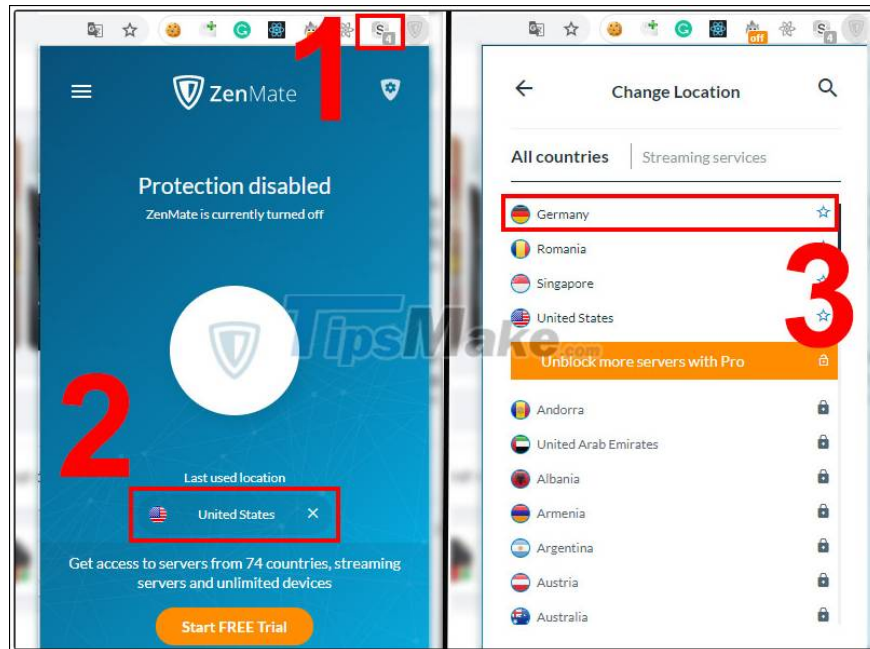 1
S
4
ZenMate
Protection disabled
ZenMate is currently turned off
2
Last used location
United States
Get access to servers from 74 countries, streaming
servers and unlimited devices
Start FREE Trial
off
S
4
Change Location
All countries
Streaming services
Germany
Romania
Singapore
United States
3
Unblock more servers with Pro
Andorra
United Arab Emirates
Albania
Armenia
Argentina
Austria
Australia
TipsMake.com